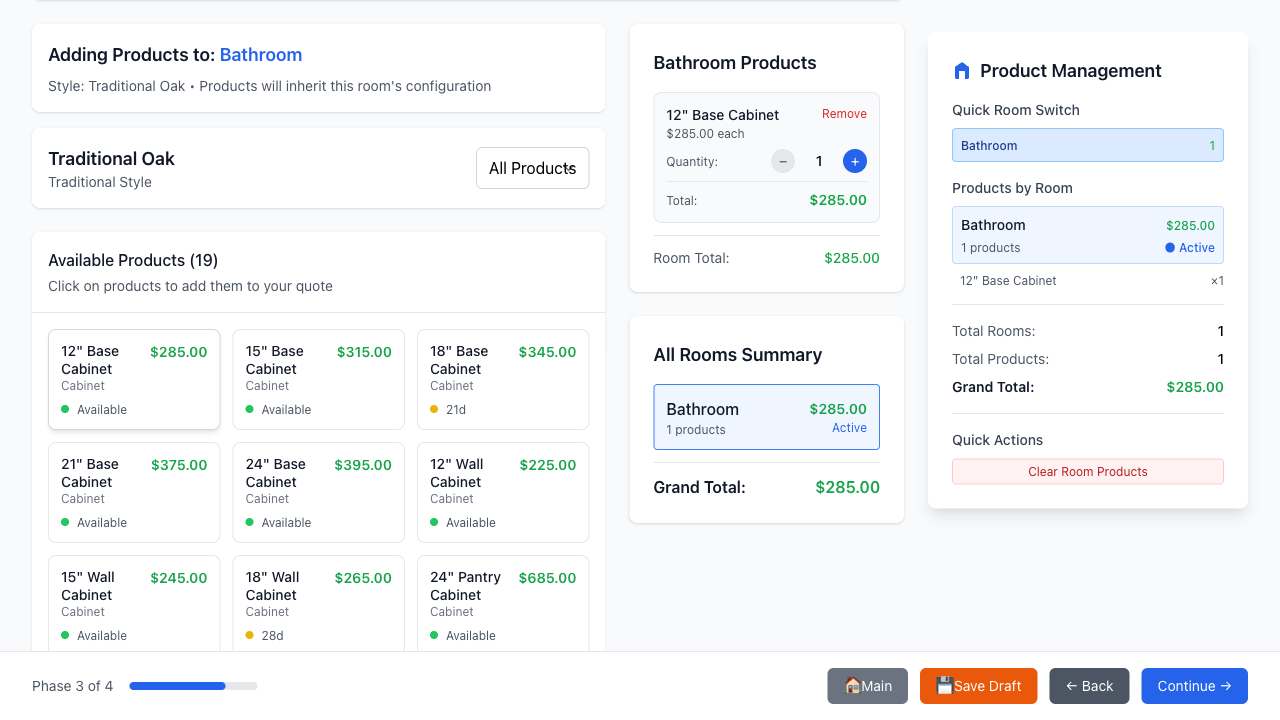 Adding Products to: Bathroom
Style: Traditional Oak • Products will inherit this room's configuration
Traditional Oak
Traditional Style
All Products
Available Products (19)
Click on products to add them to your quote
12" Base Cabinet
$285.00
Cabinet
Available
15" Base Cabinet
$315.00
Cabinet
Available
18" Base Cabinet
$345.00
Cabinet
21d
21" Base Cabinet
$375.00
Cabinet
Available
24" Base Cabinet
$395.00
Cabinet
Available
12" Wall Cabinet
$225.00
Cabinet
Available
15" Wall Cabinet
$245.00
Cabinet
Available
18" Wall Cabinet
$265.00
Cabinet
28d
24" Pantry Cabinet
$685.00
Cabinet
Available
Bathroom Products
12" Base Cabinet
Remove
$285.00 each
Quantity: − 1 +
Total: $285.00
Room Total: $285.00
All Rooms Summary
Bathroom $285.00
1 products Active
Grand Total: $285.00
Product Management
Quick Room Switch
Bathroom 1
Products by Room
Bathroom $285.00
1 products Active
12" Base Cabinet ×1
Total Rooms: 1
Total Products: 1
Grand Total: $285.00
Quick Actions
Clear Room Products
Phase 3 of 4
🏠Main
💾Save Draft
← Back
Continue →